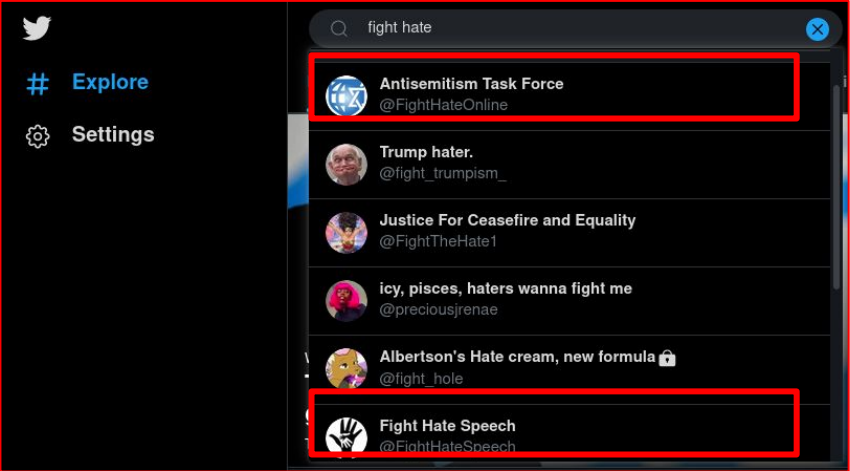 fight hate
Explore
Settings
Antisemitism Task Force
@FightHateOnline
Trump hater.
@fight_trumpism_
Justice For Ceasefire and Equality
@FightTheHate1
icy, pisces, haters wanna fight me
@preciousjrenae
Albertson's Hate cream, new formula
@fight_hole
Fight Hate Speech
@FightHateSpeech